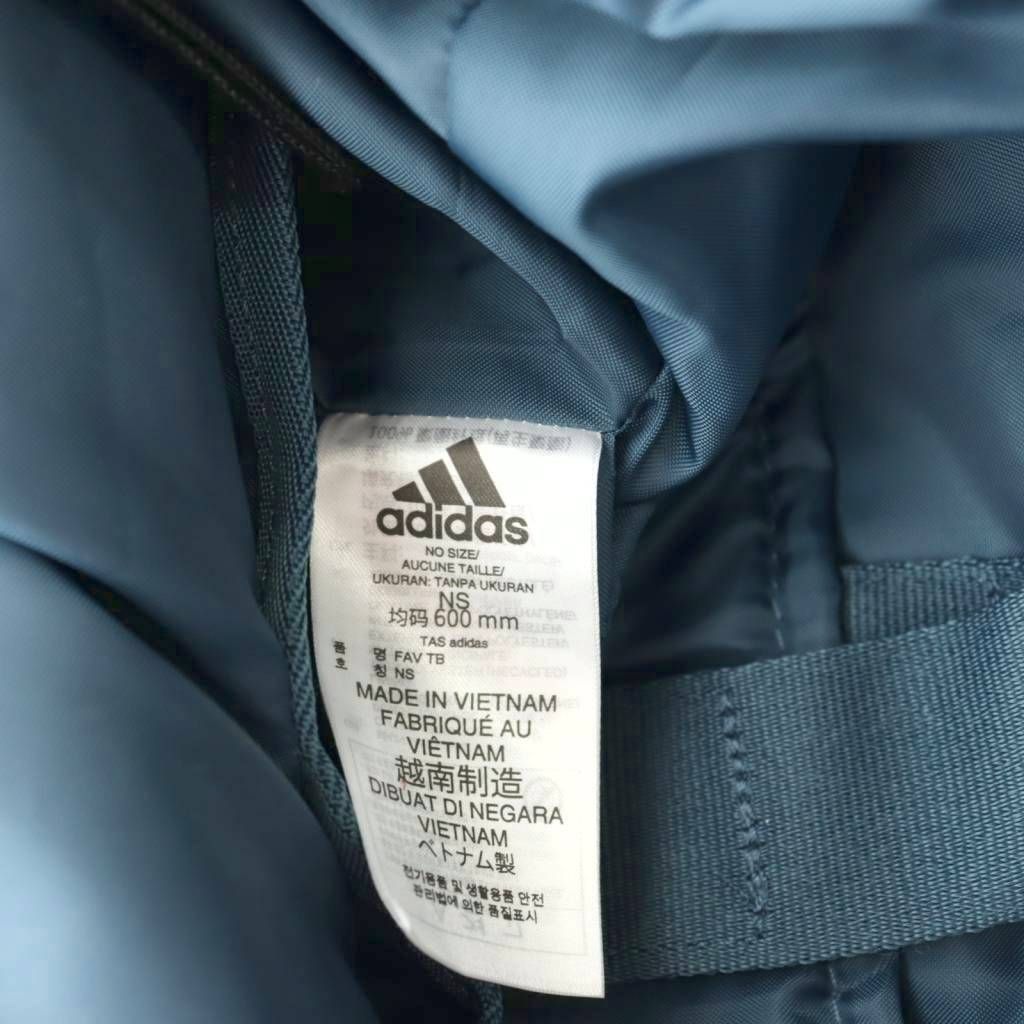 adidas
NO SIZE/
AUCUNE TAILLE/
UKURAN: TANPA UKURAN
NS
均码 600 mm
TAS adidas
품 명 FAV TB
호 칭 NS
MADE IN VIETNAM
FABRIQUÉ AU
VIÊTNAM
越南制造
DIBUAT DI NEGARA
VIETNAM
ベトナム製
전기용품 및 생활용품 안전
관리법에 의한 품질표시